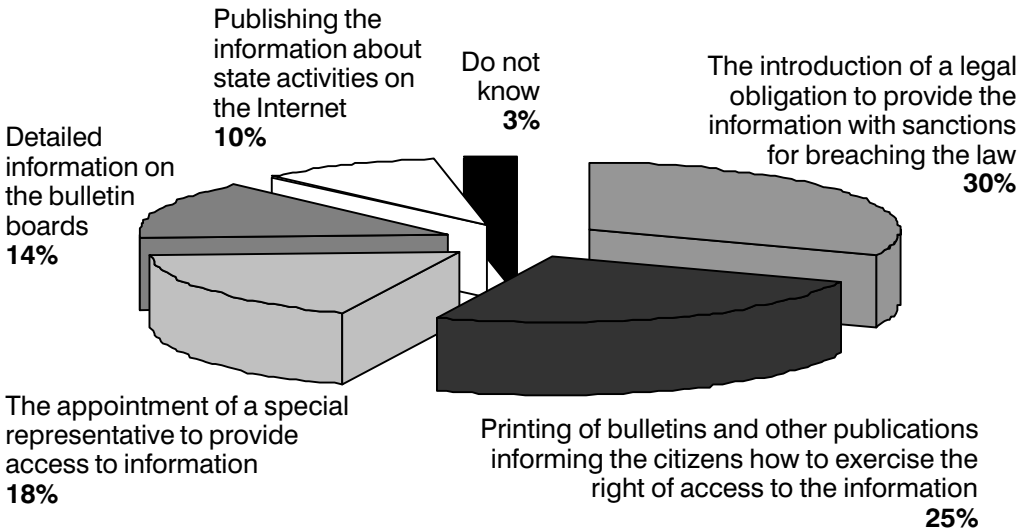 Publishing the
information about
state activities on
the Internet
10%
Do not
know
3%
The introduction of a legal
obligation to provide the
information with sanctions
for breaching the law
30%
Detailed
information on
the bulletin
boards
14%
The appointment of a special
representative to provide
access to information
18%
Printing of bulletins and other publications
informing the citizens how to exercise the
right of access to the information
25%